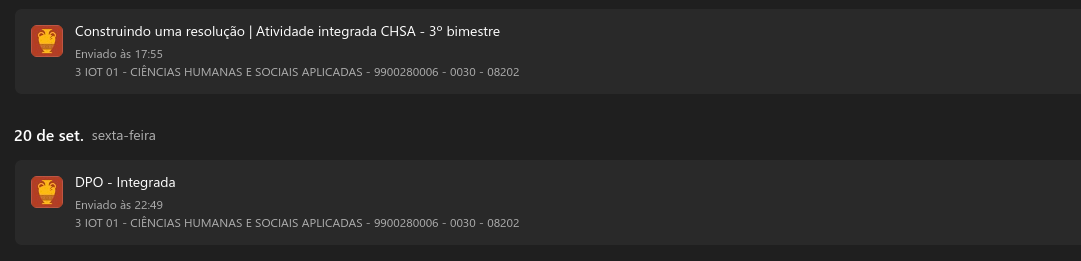 Construindo uma resolução | Atividade integrada CHSA - 3º bimestre
Enviado às 17:55
3 IOT 01 - CIÊNCIAS HUMANAS E SOCIAIS APLICADAS - 9900280006 - 0030 - 08202
20 de set. sexta-feira
DPO - Integrada
Enviado às 22:49
3 IOT 01 - CIÊNCIAS HUMANAS E SOCIAIS APLICADAS - 9900280006 - 0030 - 08202